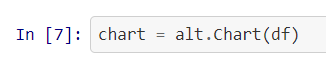 In [7]: chart = alt.Chart(df)